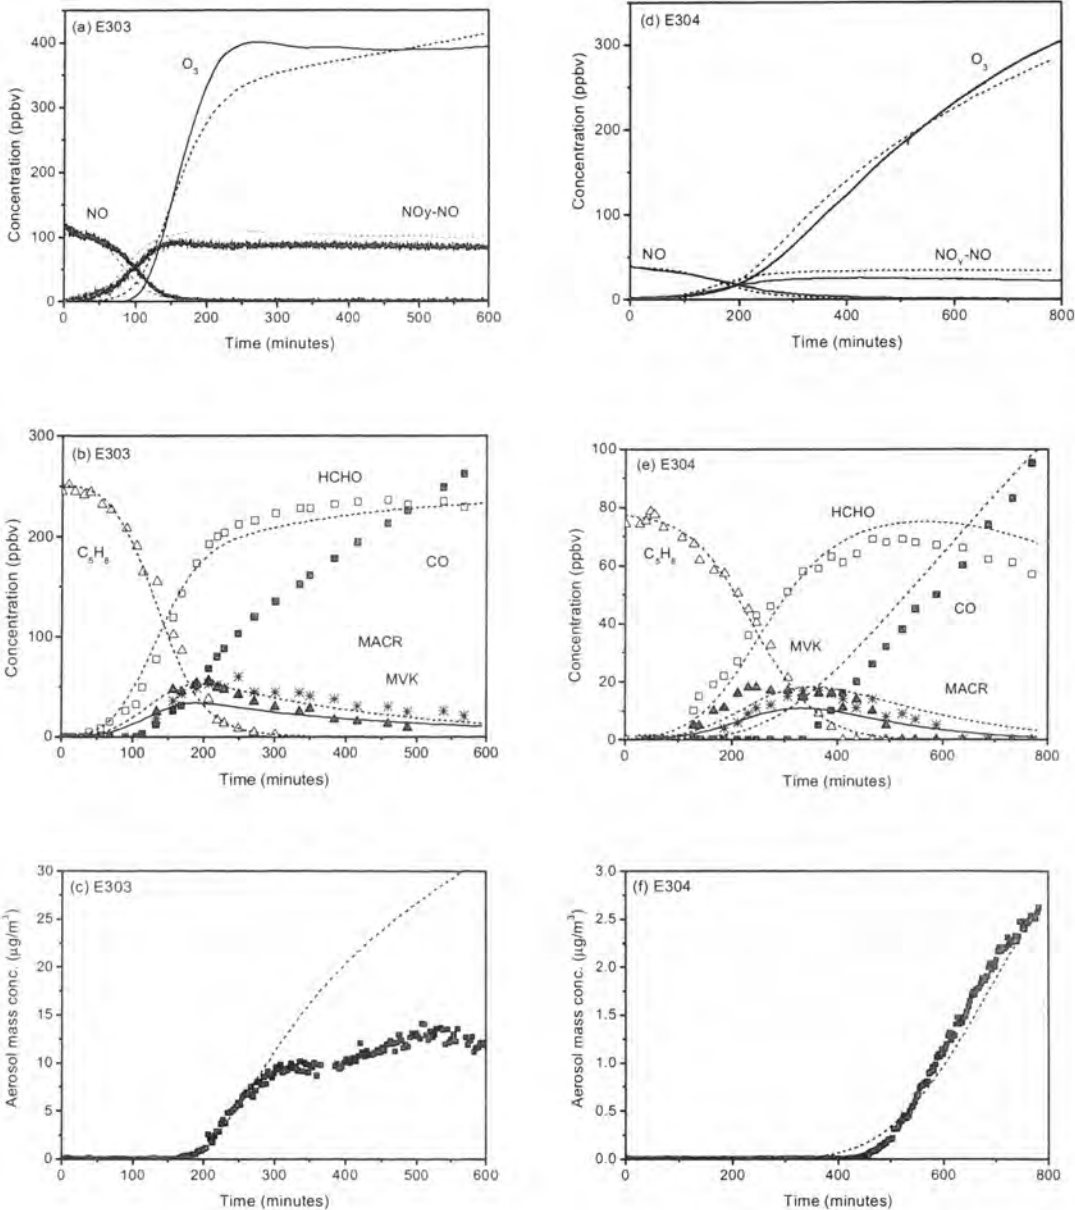 (a) E303
O₃
NO
NOy-NO
Concentration (ppbv)
400
300
200
100
0
0 100 200 300 400 500 600
Time (minutes)
(d) E304
O₃
NO
NOY-NO
Concentration (ppbv)
300
200
100
0
0 200 400 600 800
Time (minutes)
(b) E303
HCHO
C₅H₈
CO
MACR
MVK
Concentration (ppbv)
300
200
100
0
0 100 200 300 400 500 600
Time (minutes)
(e) E304
HCHO
C₅H₈
CO
MVK
MACR
Concentration (ppbv)
100
80
60
40
20
0
0 200 400 600 800
Time (minutes)
(c) E303
Aerosol mass conc. (µg/m³)
30
25
20
15
10
5
0
0 100 200 300 400 500 600
Time (minutes)
(f) E304
Aerosol mass conc. (µg/m³)
3.0
2.5
2.0
1.5
1.0
0.5
0.0
0 200 400 600 800
Time (minutes)